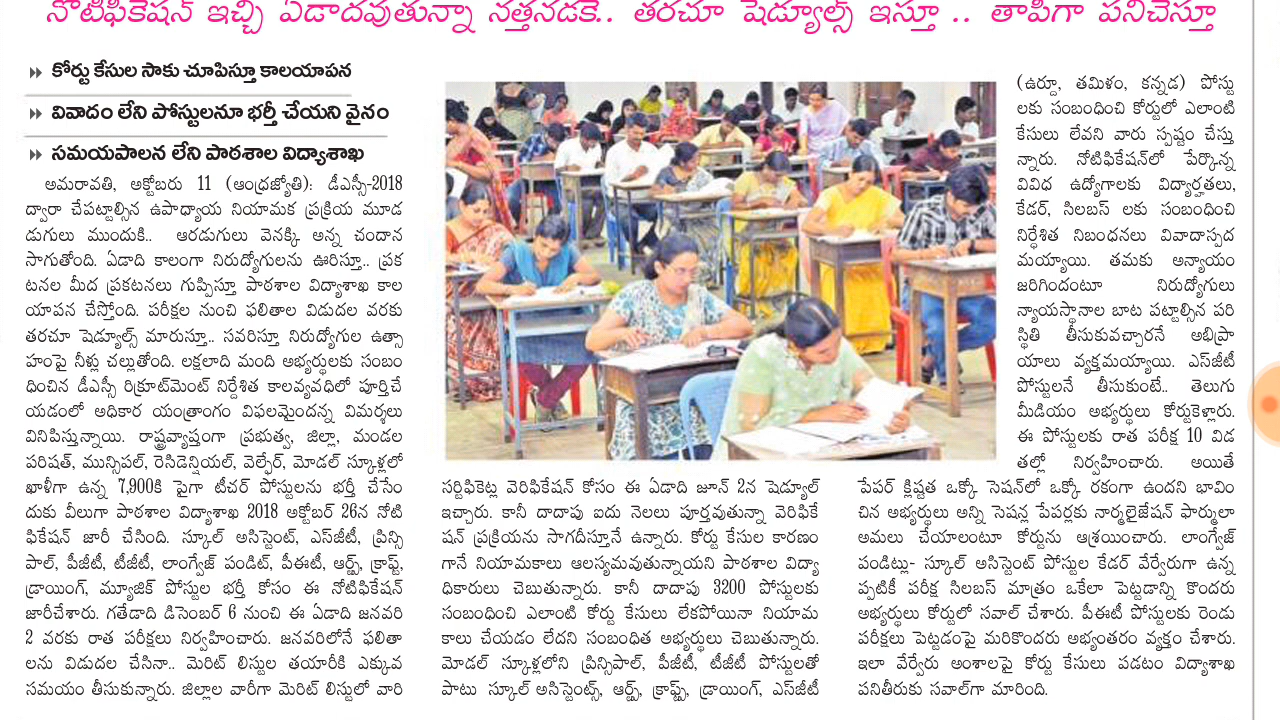 నోటిఫికేషన్ ఇచ్చి ఏడాదవుతున్నా నత్తనడకే.. తరచూ షెడ్యూల్స్ ఇస్తూ .. తాపీగా పనిచేస్తూ
కోర్టు కేసుల సాకు చూపిస్తూ కాలయాపన
వివాదం లేని పోస్టులనూ భర్తీ చేయని వైనం
సమయపాలన లేని పాఠశాల విద్యాశాఖ
అమరావతి, అక్టోబరు 11 (ఆంధ్రజ్యోతి): డీఎస్సీ-2018
ద్వారా చేపట్టాల్సిన ఉపాధ్యాయ నియామక ప్రక్రియ మూడ
డుగులు ముందుకి.. ఆరడుగులు వెనక్కి అన్న చందాన
సాగుతోంది. ఏడాది కాలంగా నిరుద్యోగులను ఊరిస్తూ.. ప్రక
టనల మీద ప్రకటనలు గుప్పిస్తూ పాఠశాల విద్యాశాఖ కాల
యాపన చేస్తోంది. పరీక్షల నుంచి ఫలితాల విడుదల వరకు
తరచూ షెడ్యూల్స్ మారుస్తూ.. సవరిస్తూ నిరుద్యోగుల ఉత్సా
హంపై నీళ్లు చల్లుతోంది. లక్షలాది మంది అభ్యర్థులకు సంబం
ధించిన డీఎస్సీ రిక్రూట్‌మెంట్ నిర్దేశిత కాలవ్యవధిలో పూర్తిచే
యడంలో అధికార యంత్రాంగం విఫలమైందన్న విమర్శలు
వినిపిస్తున్నాయి. రాష్ట్రవ్యాప్తంగా ప్రభుత్వ, జిల్లా, మండల
పరిషత్, మున్సిపల్, రెసిడెన్షియల్, వెల్ఫేర్, మోడల్ స్కూళ్లలో
ఖాళీగా ఉన్న 7,900కి పైగా టీచర్ పోస్టులను భర్తీ చేసేం
దుకు వీలుగా పాఠశాల విద్యాశాఖ 2018 అక్టోబర్ 26న నోటి
ఫికేషన్ జారీ చేసింది. స్కూల్ అసిస్టెంట్, ఎస్‌జీటీ, ప్రిన్సి
పాల్, పీజీటీ, టీజీటీ, లాంగ్వేజ్ పండిట్, పీఈటీ, ఆర్ట్స్, క్రాఫ్ట్,
డ్రాయింగ్, మ్యూజిక్ పోస్టుల భర్తీ కోసం ఈ నోటిఫికేషన్
జారీచేశారు. గతేడాది డిసెంబర్ 6 నుంచి ఈ ఏడాది జనవరి
2 వరకు రాత పరీక్షలు నిర్వహించారు. జనవరిలోనే ఫలితా
లను విడుదల చేసినా.. మెరిట్ లిస్టుల తయారీకి ఎక్కువ
సమయం తీసుకున్నారు. జిల్లాల వారీగా మెరిట్ లిస్టులో వారి
సర్టిఫికెట్ల వెరిఫికేషన్ కోసం ఈ ఏడాది జూన్ 2న షెడ్యూల్
ఇచ్చారు. కానీ దాదాపు ఐదు నెలలు పూర్తవుతున్నా వెరిఫికే
షన్ ప్రక్రియను సాగదీస్తూనే ఉన్నారు. కోర్టు కేసుల కారణం
గానే నియామకాలు ఆలస్యమవుతున్నాయని పాఠశాల విద్యా
ధికారులు చెబుతున్నారు. కానీ దాదాపు 3200 పోస్టులకు
సంబంధించి ఎలాంటి కోర్టు కేసులు లేకపోయినా నియామ
కాలు చేయడం లేదని సంబంధిత అభ్యర్థులు చెబుతున్నారు.
మోడల్ స్కూళ్లలోని ప్రిన్సిపాల్, పీజీటీ, టీజీటీ పోస్టులతో
పాటు స్కూల్ అసిస్టెంట్స్, ఆర్ట్స్, క్రాఫ్ట్స్, డ్రాయింగ్, ఎస్‌జీటీ
(ఉర్దూ, తమిళం, కన్నడ) పోస్టు
లకు సంబంధించి కోర్టులో ఎలాంటి
కేసులు లేవని వారు స్పష్టం చేస్తు
న్నారు. నోటిఫికేషన్‌లో పేర్కొన్న
వివిధ ఉద్యోగాలకు విద్యార్హతలు,
కేడర్, సిలబస్ లకు సంబంధించి
నిర్ధేశిత నిబంధనలు వివాదాస్పద
మయ్యాయి. తమకు అన్యాయం
జరిగిందంటూ నిరుద్యోగులు
న్యాయస్థానాల బాట పట్టాల్సిన పరి
స్థితి తీసుకువచ్చారనే అభిప్రా
యాలు వ్యక్తమయ్యాయి. ఎస్‌జీటీ
పోస్టులనే తీసుకుంటే.. తెలుగు
మీడియం అభ్యర్థులు కోర్టుకెళ్లారు.
ఈ పోస్టులకు రాత పరీక్ష 10 విడ
తల్లో నిర్వహించారు. అయితే
పేపర్ క్లిష్టత ఒక్కో సెషన్‌లో ఒక్కో రకంగా ఉందని భావిం
చిన అభ్యర్థులు అన్ని సెషన్ల పేపర్లకు నార్మలైజేషన్ ఫార్ములా
అమలు చేయాలంటూ కోర్టును ఆశ్రయించారు. లాంగ్వేజ్
పండిట్లు- స్కూల్ అసిస్టెంట్ పోస్టుల కేడర్ వేర్వేరుగా ఉన్న
ప్పటికీ పరీక్ష సిలబస్ మాత్రం ఒకేలా పెట్టడాన్ని కొందరు
అభ్యర్థులు కోర్టులో సవాల్ చేశారు. పీఈటీ పోస్టులకు రెండు
పరీక్షలు పెట్టడంపై మరికొందరు అభ్యంతరం వ్యక్తం చేశారు.
ఇలా వేర్వేరు అంశాలపై కోర్టు కేసులు పడటం విద్యాశాఖ
పనితీరుకు సవాల్‌గా మారింది.